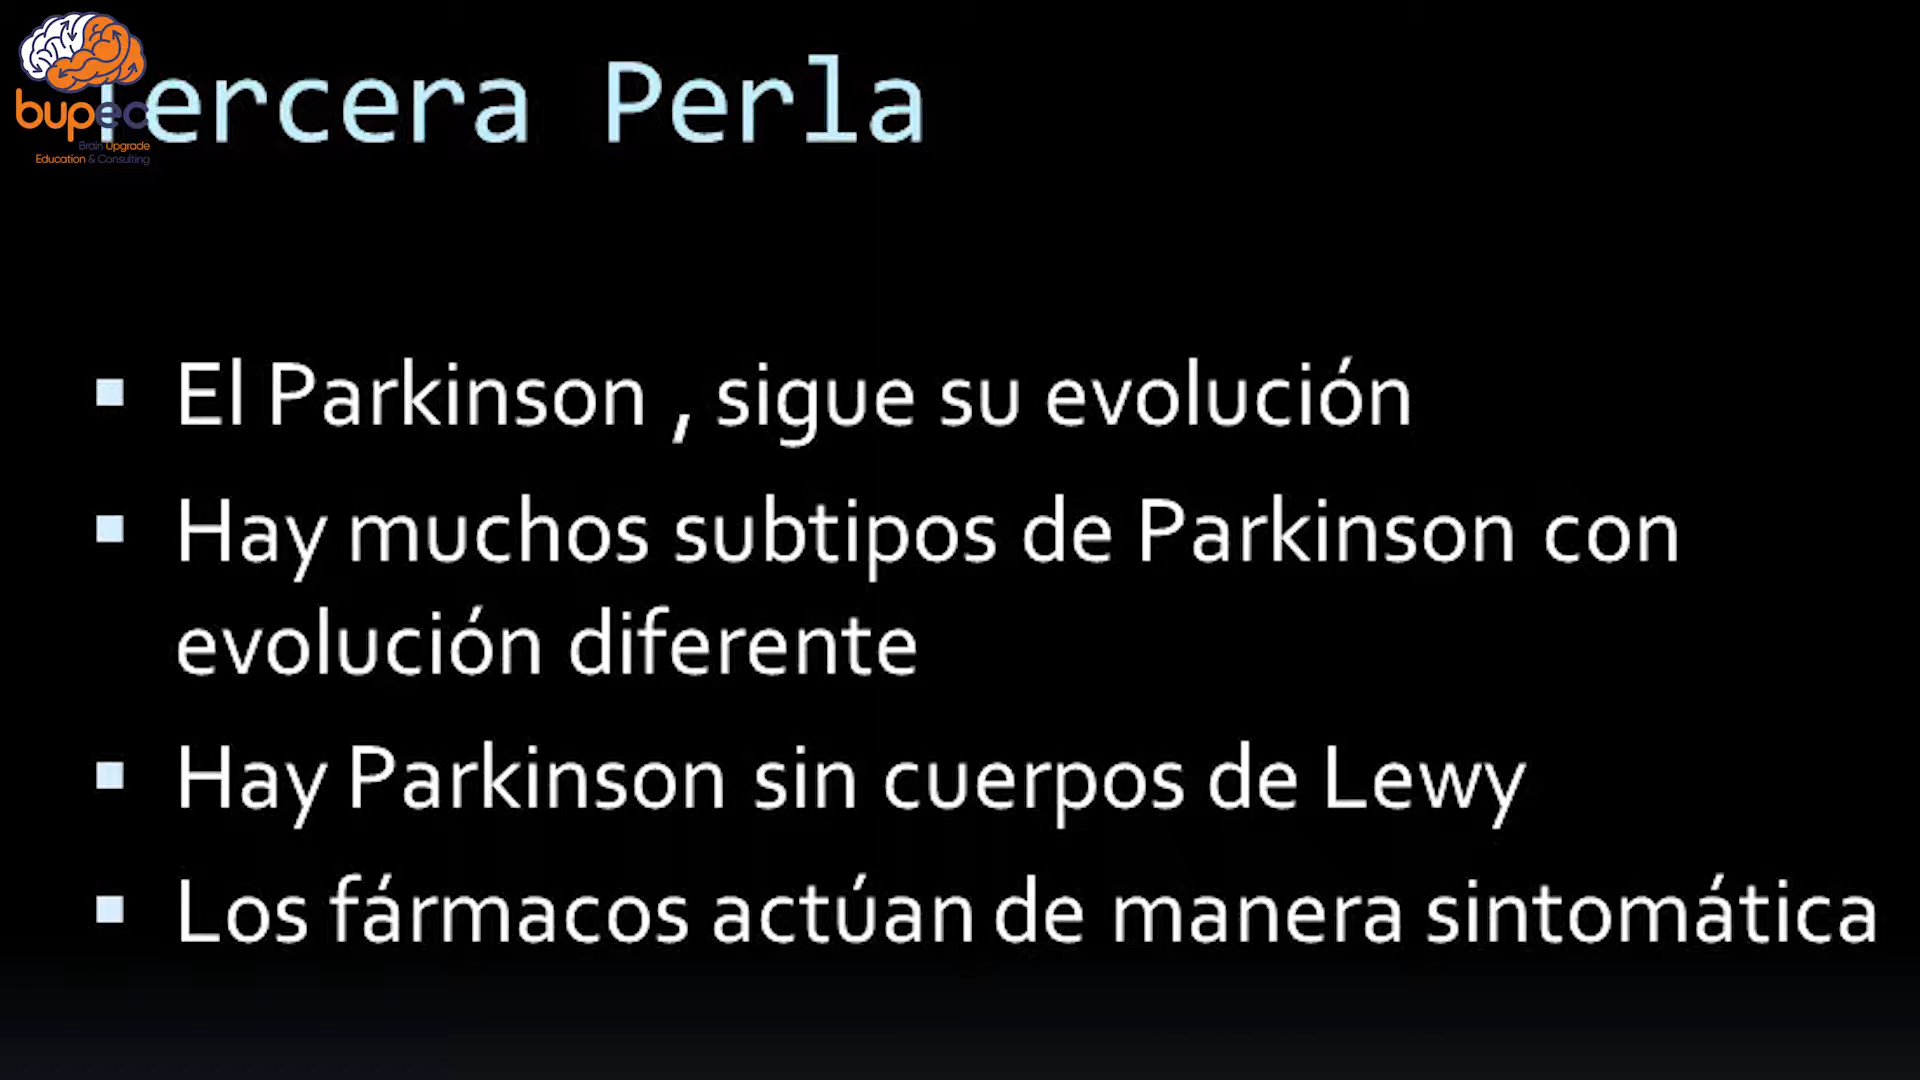 bupec
Brain Upgrade
Education & Consulting
Tercera Perla
El Parkinson , sigue su evolución
Hay muchos subtipos de Parkinson con
evolución diferente
Hay Parkinson sin cuerpos de Lewy
Los fármacos actúan de manera sintomática